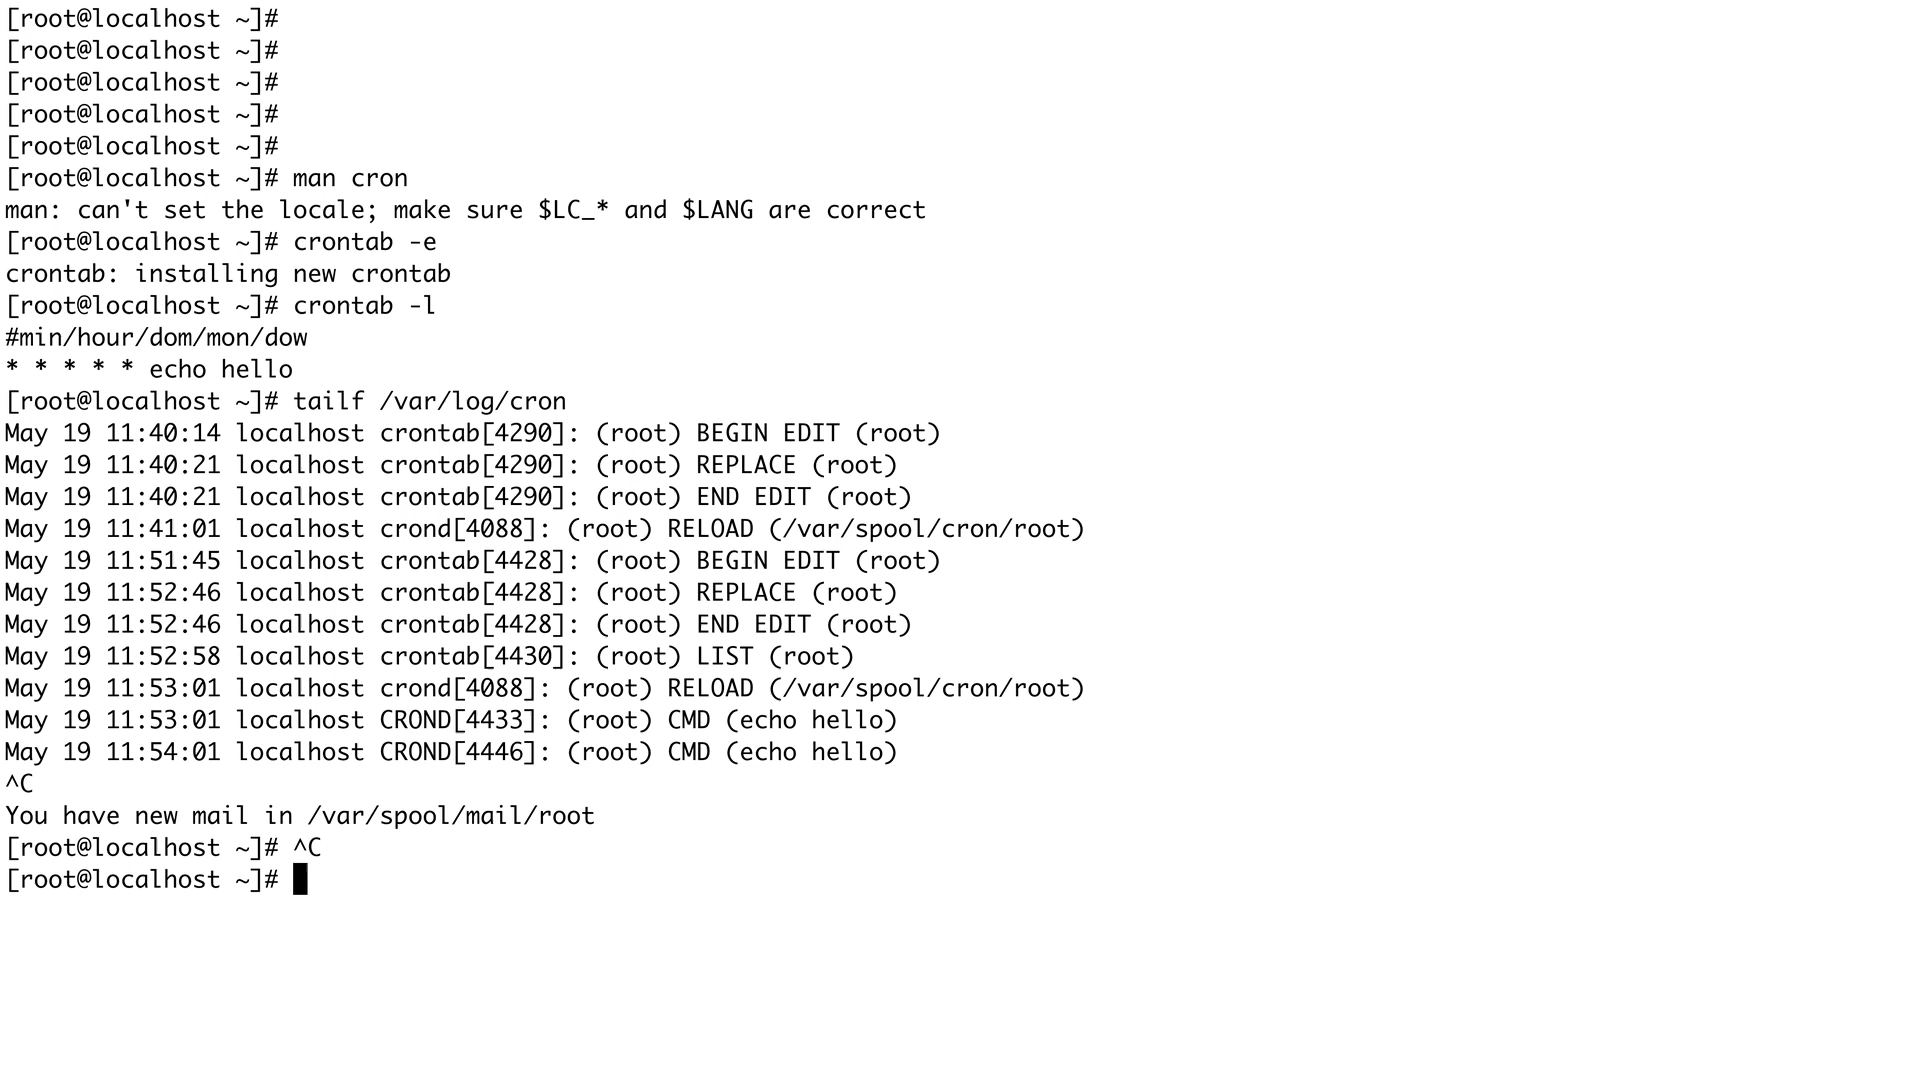 [root@localhost ~]#
[root@localhost ~]#
[root@localhost ~]#
[root@localhost ~]#
[root@localhost ~]#
[root@localhost ~]# man cron
man: can't set the locale; make sure $LC_* and $LANG are correct
[root@localhost ~]# crontab -e
crontab: installing new crontab
[root@localhost ~]# crontab -l
#min/hour/dom/mon/dow
* * * * * echo hello
[root@localhost ~]# tailf /var/log/cron
May 19 11:40:14 localhost crontab[4290]: (root) BEGIN EDIT (root)
May 19 11:40:21 localhost crontab[4290]: (root) REPLACE (root)
May 19 11:40:21 localhost crontab[4290]: (root) END EDIT (root)
May 19 11:41:01 localhost crond[4088]: (root) RELOAD (/var/spool/cron/root)
May 19 11:51:45 localhost crontab[4428]: (root) BEGIN EDIT (root)
May 19 11:52:46 localhost crontab[4428]: (root) REPLACE (root)
May 19 11:52:46 localhost crontab[4428]: (root) END EDIT (root)
May 19 11:52:58 localhost crontab[4430]: (root) LIST (root)
May 19 11:53:01 localhost crond[4088]: (root) RELOAD (/var/spool/cron/root)
May 19 11:53:01 localhost CROND[4433]: (root) CMD (echo hello)
May 19 11:54:01 localhost CROND[4446]: (root) CMD (echo hello)
^C
You have new mail in /var/spool/mail/root
[root@localhost ~]# ^C
[root@localhost ~]#